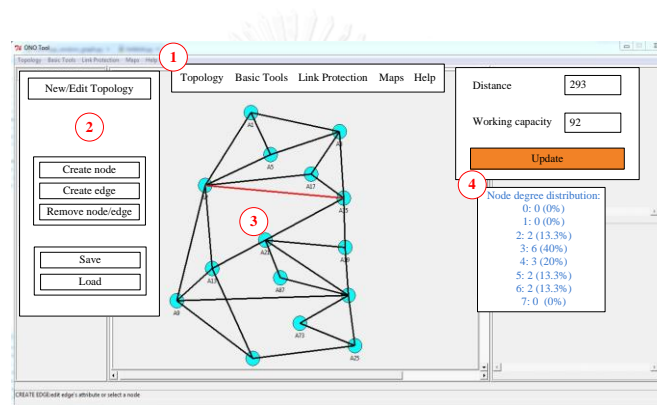 ONO Tool
Topology Basic Tools Link Protection Maps Help
1
Topology Basic Tools Link Protection Maps Help
New/Edit Topology
2
Create node
Create edge
Remove node/edge
Save
Load
Distance 293
Working capacity 92
Update
4
Node degree distribution:
0: 0 (0%)
1: 0 (0%)
2: 2 (13.3%)
3: 6 (40%)
4: 3 (20%)
5: 2 (13.3%)
6: 2 (13.3%)
7: 0 (0%)
A5
A17
3
A13
A87
A9
A73
A25
CREATE EDGE:edit edge's attribute or select a node